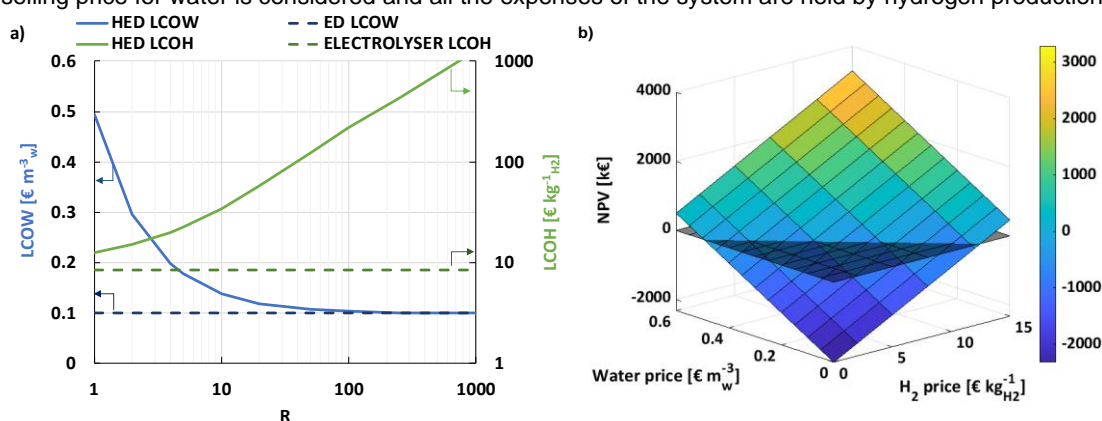 selling price for water is considered and all the expenses of the system are held by hydrogen production
HED LCOW
ED LCOW
HED LCOH
ELECTROLYSER LCOH
a)
0.6
0.5
0.4
0.3
0.2
0.1
0
LCOW [€ m⁻³w]
1000
100
10
1
LCOH [€ kg⁻¹H2]
1
10
100
1000
R
b)
4000
2000
0
-2000
NPV [k€]
0.6
0.4
0.2
0
Water price [€ m⁻³w]
0
5
10
15
H₂ price [€ kg⁻¹H2]
3000
2000
1000
0
-1000
-2000